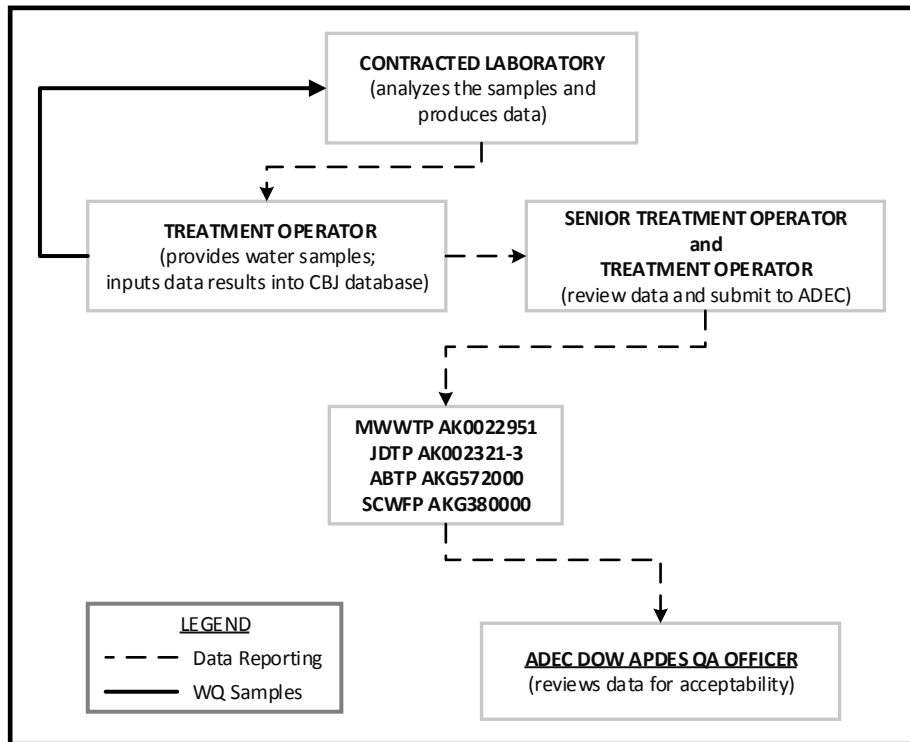 CONTRACTED LABORATORY
(analyzes the samples and
produces data)
TREATMENT OPERATOR
(provides water samples;
inputs data results into CBJ database)
SENIOR TREATMENT OPERATOR
and
TREATMENT OPERATOR
(review data and submit to ADEC)
MWWTP AK0022951
JDTP AK002321-3
ABTP AKG572000
SCWFP AKG380000
LEGEND
Data Reporting
WQ Samples
ADEC DOW APDES QA OFFICER
(reviews data for acceptability)